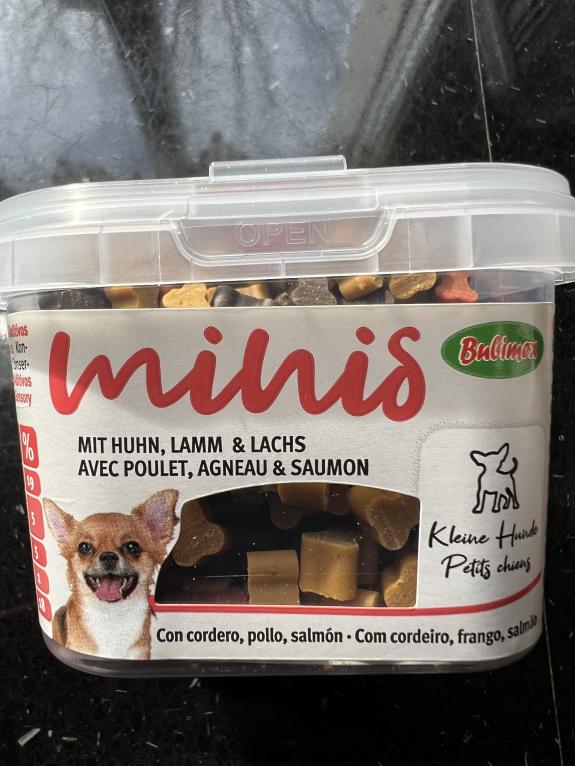 OPEN
minis
Bubimex
MIT HUHN, LAMM & LACHS
AVEC POULET, AGNEAU & SAUMON
Kleine Hunde
Petits chiens
Con cordero, pollo, salmón · Com cordeiro, frango, salmão
%